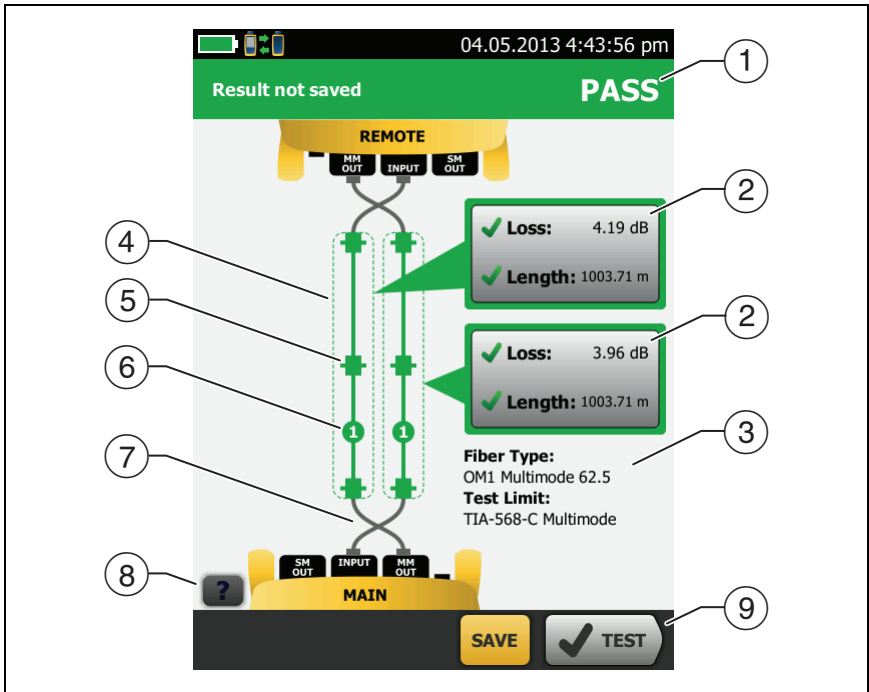 04.05.2013 4:43:56 pm
1
Result not saved PASS
REMOTE
MM OUT INPUT SM OUT
2
Loss: 4.19 dB
Length: 1003.71 m
4
5
2
Loss: 3.96 dB
Length: 1003.71 m
6
1 1
3
Fiber Type:
OM1 Multimode 62.5
Test Limit:
TIA-568-C Multimode
7
SM OUT INPUT MM OUT
8
?
MAIN
9
SAVE TEST